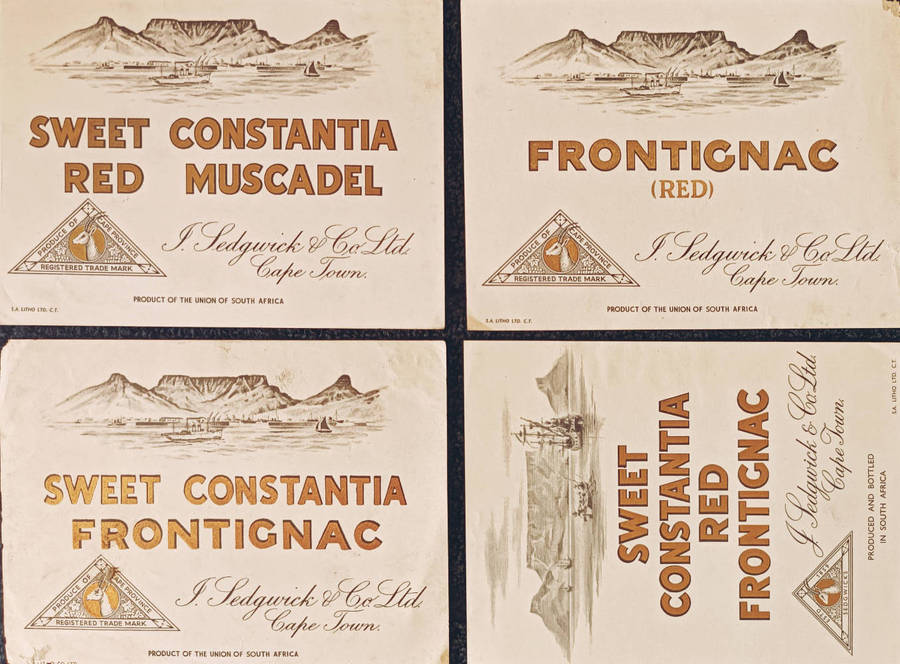 SWEET CONSTANTIA
RED MUSCADEL
PRODUCE OF CAPE PROVINCE
REGISTERED TRADE MARK
J. Sedgwick & Co. Ltd.
Cape Town.
PRODUCT OF THE UNION OF SOUTH AFRICA
S.A. LITHO LTD. C.T.
FRONTIGNAC
(RED)
PRODUCE OF CAPE PROVINCE
REGISTERED TRADE MARK
J. Sedgwick & Co. Ltd.
Cape Town.
PRODUCT OF THE UNION OF SOUTH AFRICA
S.A. LITHO LTD. C.T.
SWEET CONSTANTIA
FRONTIGNAC
PRODUCE OF CAPE PROVINCE
REGISTERED TRADE MARK
J. Sedgwick & Co. Ltd.
Cape Town.
PRODUCT OF THE UNION OF SOUTH AFRICA
SWEET
CONSTANTIA
RED
FRONTIGNAC
J. Sedgwick & Co. Ltd.
Cape Town.
SEDGWICKS
PRODUCED AND BOTTLED
IN SOUTH AFRICA
S.A. LITHO LTD. C.T.